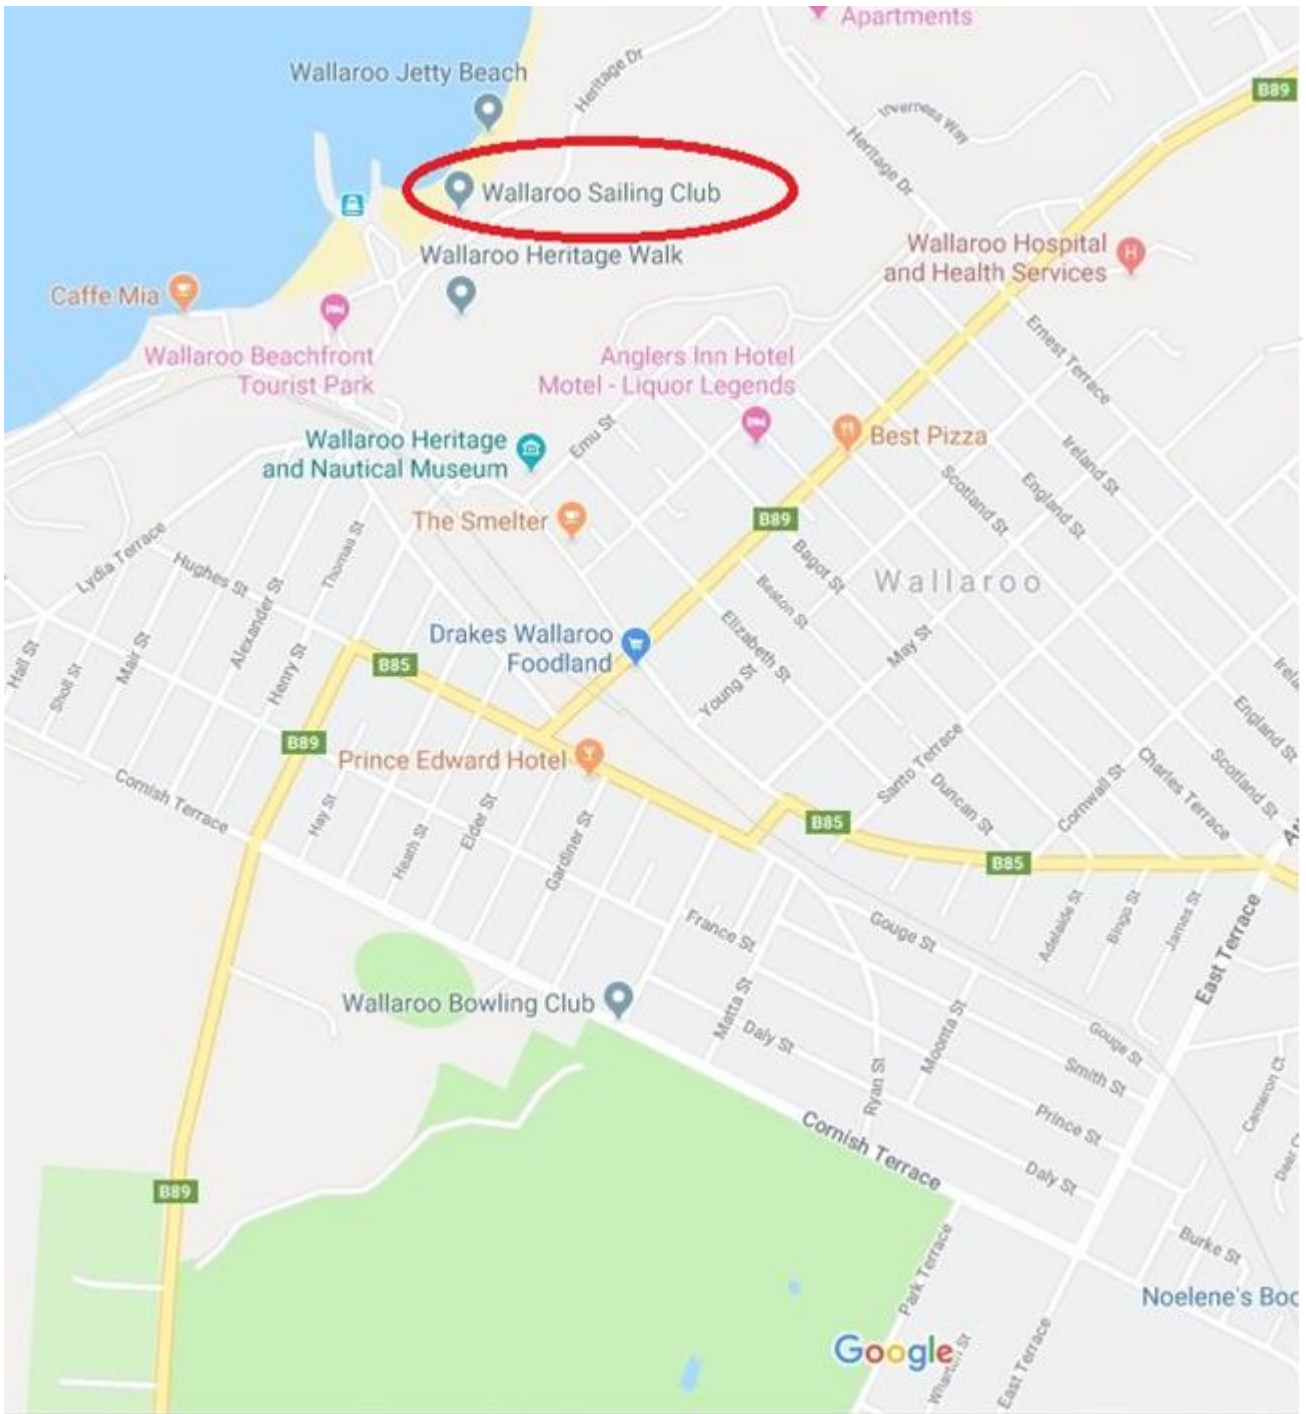 Apartments
Wallaroo Jetty Beach
Heritage Dr
B89
Inverness Way
Heritage Dr
Wallaroo Sailing Club
Wallaroo Heritage Walk
Wallaroo Hospital
and Health Services
H
Caffe Mia
Ernest Terrace
Wallaroo Beachfront
Tourist Park
Anglers Inn Hotel
Motel - Liquor Legends
Emu St
Best Pizza
Wallaroo Heritage
and Nautical Museum
Ireland St
Scotland St
England St
The Smelter
B89
Thomas St
Lydia Terrace
Hughes St
Bagot St
Wallaroo
Beaton St
Alexander St
Elizabeth St
May St
Drakes Wallaroo
Foodland
B85
Hall St
Sholl St
Mair St
Henry St
Young St
England St
B89
Prince Edward Hotel
Santo Terrace
Charles Terrace
Scotland St
Cornish Terrace
Hay St
Heath St
Elder St
Gardiner St
Duncan St
Cornwall St
B85
B85
France St
Gouge St
Adelaide St
Bingo St
James St
East Terrace
Wallaroo Bowling Club
Matta St
Daly St
Moonta St
Gouge St
Ryan St
Smith St
Cameron Ct
Prince St
Cornish Terrace
Daly St
B89
Burke St
Park Terrace
Noelene's Boo
Google
East Terrace